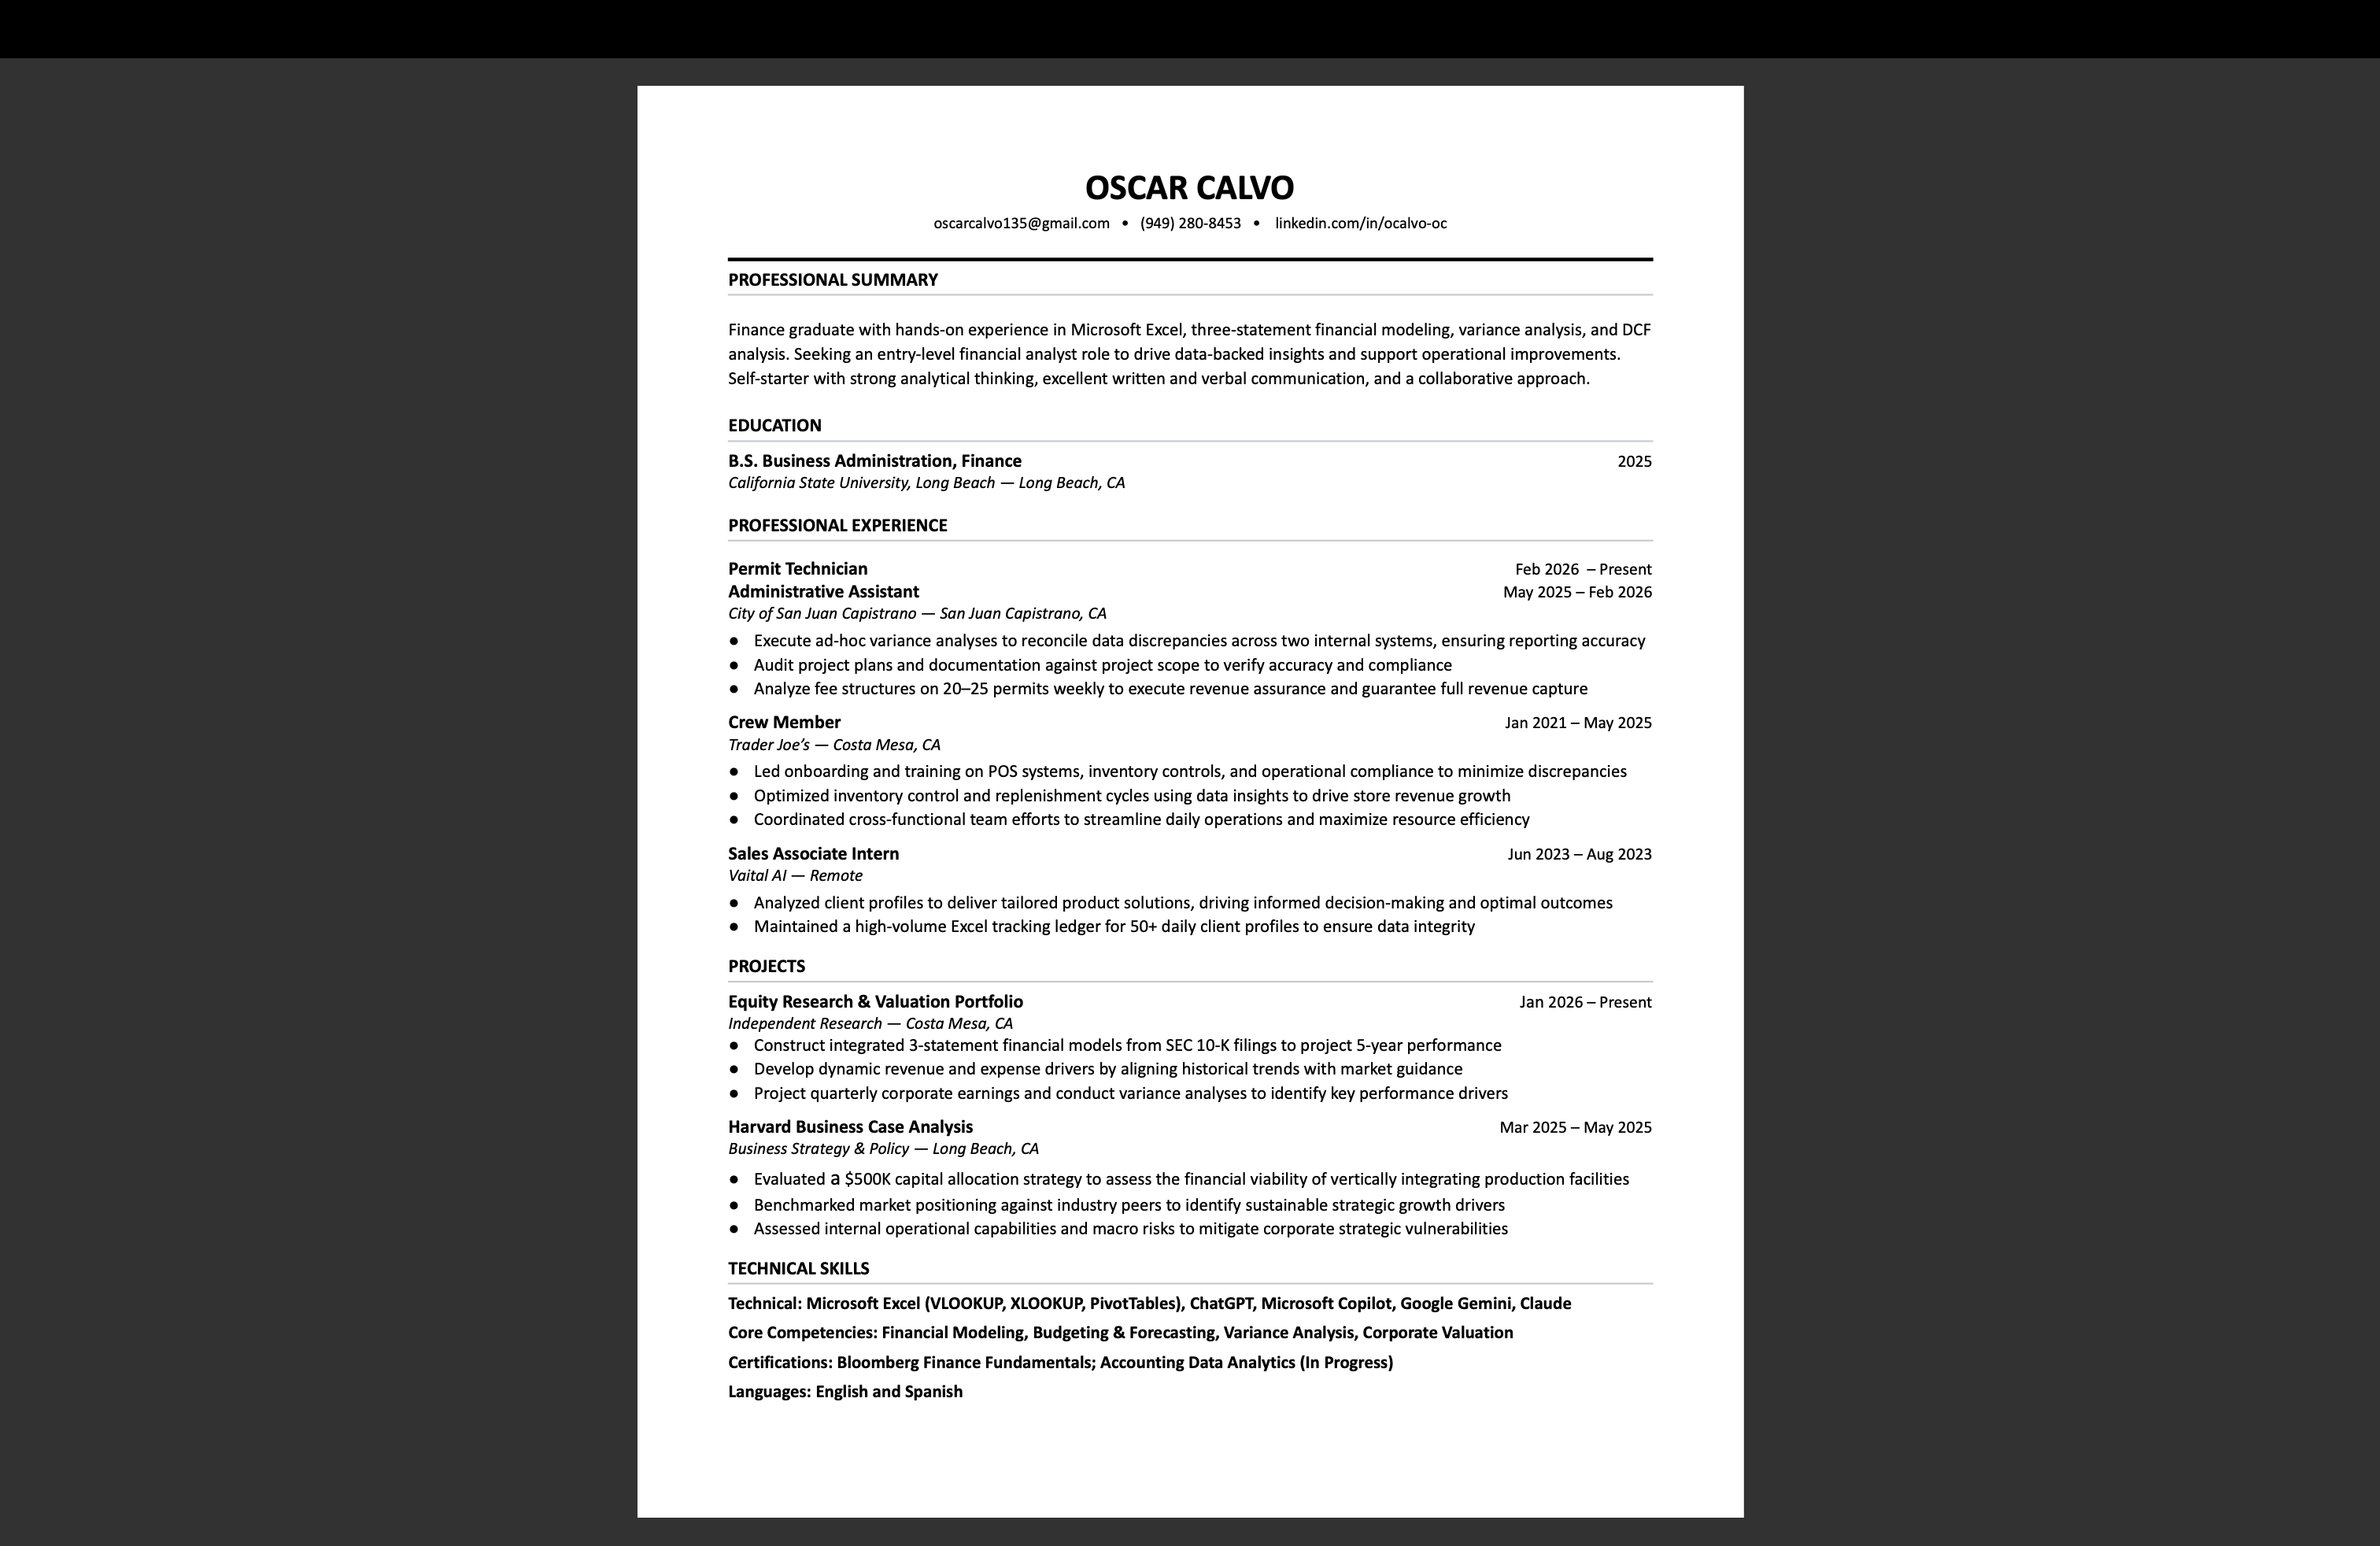 OSCAR CALVO
oscarcalvo135@gmail.com • (949) 280-8453 • linkedin.com/in/ocalvo-oc
PROFESSIONAL SUMMARY
Finance graduate with hands-on experience in Microsoft Excel, three-statement financial modeling, variance analysis, and DCF
analysis. Seeking an entry-level financial analyst role to drive data-backed insights and support operational improvements.
Self-starter with strong analytical thinking, excellent written and verbal communication, and a collaborative approach.
EDUCATION
B.S. Business Administration, Finance 2025
California State University, Long Beach — Long Beach, CA
PROFESSIONAL EXPERIENCE
Permit Technician Feb 2026 – Present
Administrative Assistant May 2025 – Feb 2026
City of San Juan Capistrano — San Juan Capistrano, CA
● Execute ad-hoc variance analyses to reconcile data discrepancies across two internal systems, ensuring reporting accuracy
● Audit project plans and documentation against project scope to verify accuracy and compliance
● Analyze fee structures on 20–25 permits weekly to execute revenue assurance and guarantee full revenue capture
Crew Member Jan 2021 – May 2025
Trader Joe’s — Costa Mesa, CA
● Led onboarding and training on POS systems, inventory controls, and operational compliance to minimize discrepancies
● Optimized inventory control and replenishment cycles using data insights to drive store revenue growth
● Coordinated cross-functional team efforts to streamline daily operations and maximize resource efficiency
Sales Associate Intern Jun 2023 – Aug 2023
Vaital AI — Remote
● Analyzed client profiles to deliver tailored product solutions, driving informed decision-making and optimal outcomes
● Maintained a high-volume Excel tracking ledger for 50+ daily client profiles to ensure data integrity
PROJECTS
Equity Research & Valuation Portfolio Jan 2026 – Present
Independent Research — Costa Mesa, CA
● Construct integrated 3-statement financial models from SEC 10-K filings to project 5-year performance
● Develop dynamic revenue and expense drivers by aligning historical trends with market guidance
● Project quarterly corporate earnings and conduct variance analyses to identify key performance drivers
Harvard Business Case Analysis Mar 2025 – May 2025
Business Strategy & Policy — Long Beach, CA
● Evaluated a $500K capital allocation strategy to assess the financial viability of vertically integrating production facilities
● Benchmarked market positioning against industry peers to identify sustainable strategic growth drivers
● Assessed internal operational capabilities and macro risks to mitigate corporate strategic vulnerabilities
TECHNICAL SKILLS
Technical: Microsoft Excel (VLOOKUP, XLOOKUP, PivotTables), ChatGPT, Microsoft Copilot, Google Gemini, Claude
Core Competencies: Financial Modeling, Budgeting & Forecasting, Variance Analysis, Corporate Valuation
Certifications: Bloomberg Finance Fundamentals; Accounting Data Analytics (In Progress)
Languages: English and Spanish